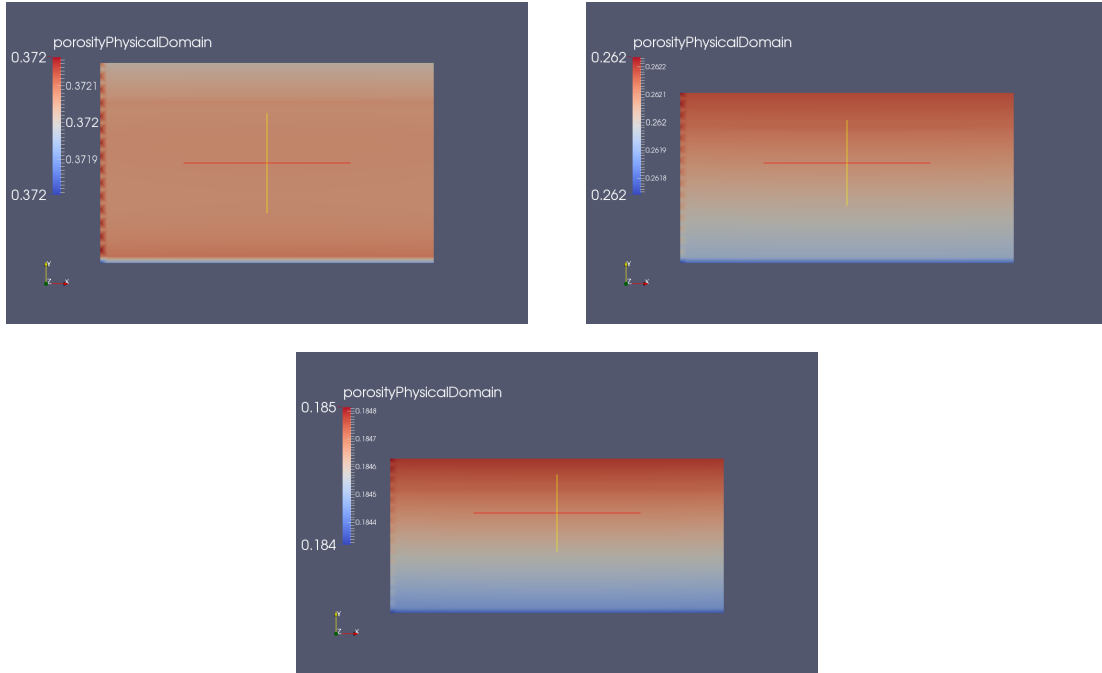 porosityPhysicalDomain
0.372
0.3721
0.372
0.3719
0.372
Y
Z X
porosityPhysicalDomain
0.262
0.2622
0.2621
0.262
0.2619
0.2618
0.262
Y
Z X
porosityPhysicalDomain
0.185
0.1848
0.1847
0.1846
0.1845
0.1844
0.184
Y
Z X